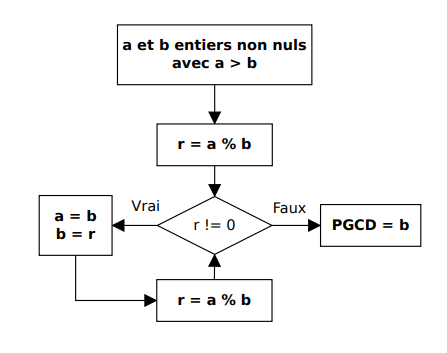 a et b entiers non nuls
avec a > b
r = a % b
Vrai
r != 0
Faux
a = b
b = r
PGCD = b
r = a % b